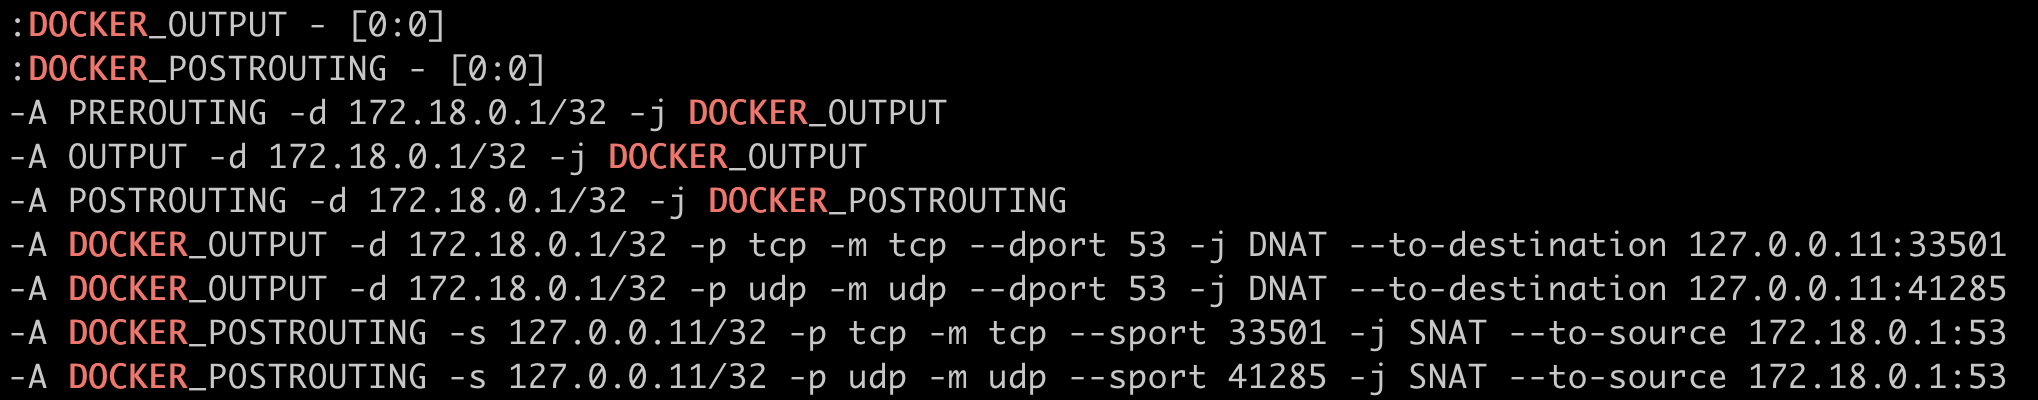 :DOCKER_OUTPUT - [0:0]
:DOCKER_POSTROUTING - [0:0]
-A PREROUTING -d 172.18.0.1/32 -j DOCKER_OUTPUT
-A OUTPUT -d 172.18.0.1/32 -j DOCKER_OUTPUT
-A POSTROUTING -d 172.18.0.1/32 -j DOCKER_POSTROUTING
-A DOCKER_OUTPUT -d 172.18.0.1/32 -p tcp -m tcp --dport 53 -j DNAT --to-destination 127.0.0.11:33501
-A DOCKER_OUTPUT -d 172.18.0.1/32 -p udp -m udp --dport 53 -j DNAT --to-destination 127.0.0.11:41285
-A DOCKER_POSTROUTING -s 127.0.0.11/32 -p tcp -m tcp --sport 33501 -j SNAT --to-source 172.18.0.1:53
-A DOCKER_POSTROUTING -s 127.0.0.11/32 -p udp -m udp --sport 41285 -j SNAT --to-source 172.18.0.1:53